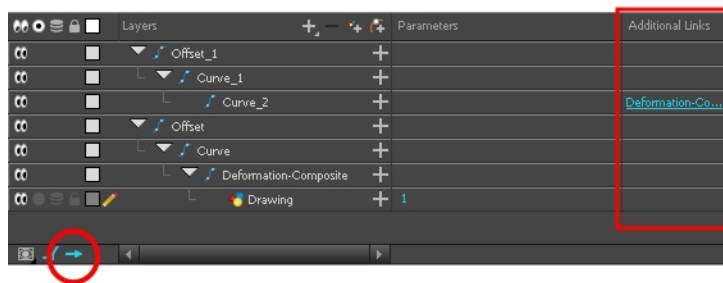 Layers Parameters Additional Links
Offset_1
Curve_1
Curve_2 Deformation-Co...
Offset
Curve
Deformation-Composite
Drawing 1